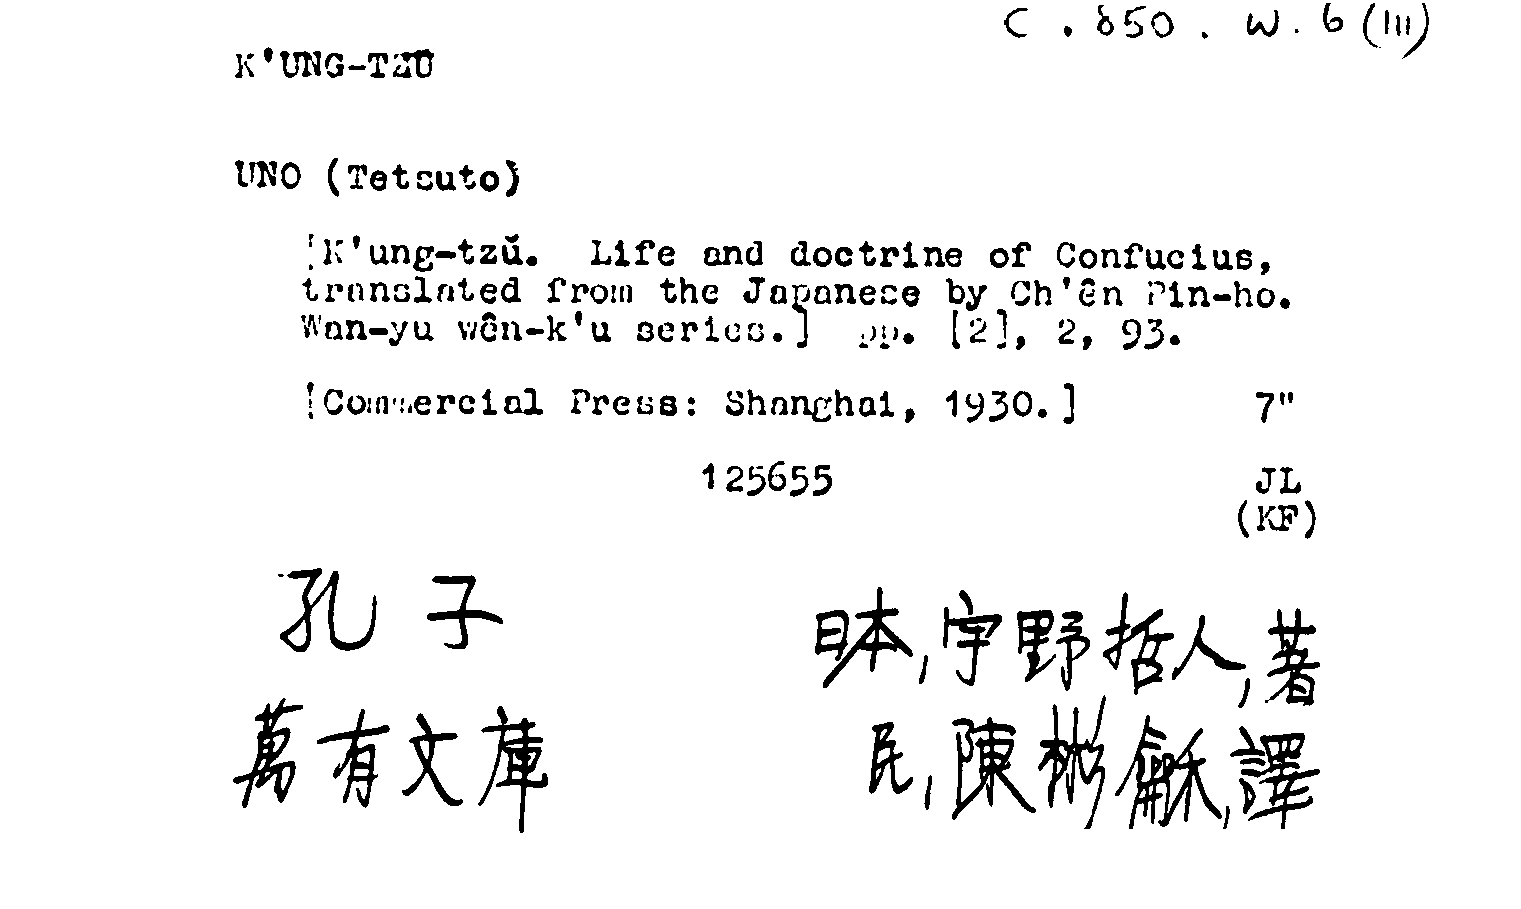 C . 850 . W . 6 (III)
K'UNG-TZŬ
UNO (Tetsuto)
[K'ung-tzŭ. Life and doctrine of Confucius,
translated from the Japanese by Ch'ên Pin-ho.
Wan-yu wên-k'u series.] pp. [2], 2, 93.
[Commercial Press: Shanghai, 1930.] 7"
125655 JL
(KF)
孔子 日本,宇野哲人,著
萬有文庫 民,陳彬龢,譯